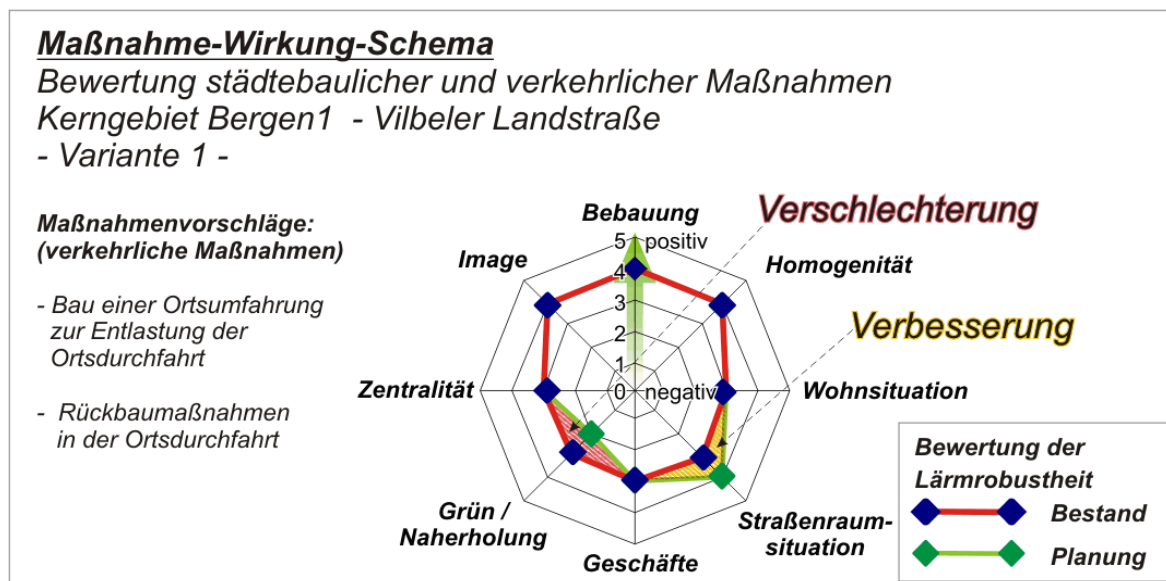 Maßnahme-Wirkung-Schema
Bewertung städtebaulicher und verkehrlicher Maßnahmen
Kerngebiet Bergen1 - Vilbeler Landstraße
- Variante 1 -
Maßnahmenvorschläge:
(verkehrliche Maßnahmen)
- Bau einer Ortsumfahrung
zur Entlastung der
Ortsdurchfahrt
- Rückbaumaßnahmen
in der Ortsdurchfahrt
Verschlechterung
Verbesserung
Bebauung
Homogenität
Wohnsituation
Straßenraum-
situation
Geschäfte
Grün /
Naherholung
Zentralität
Image
5 positiv
4
3
2
1
0 negativ
Bewertung der
Lärmrobustheit
Bestand
Planung